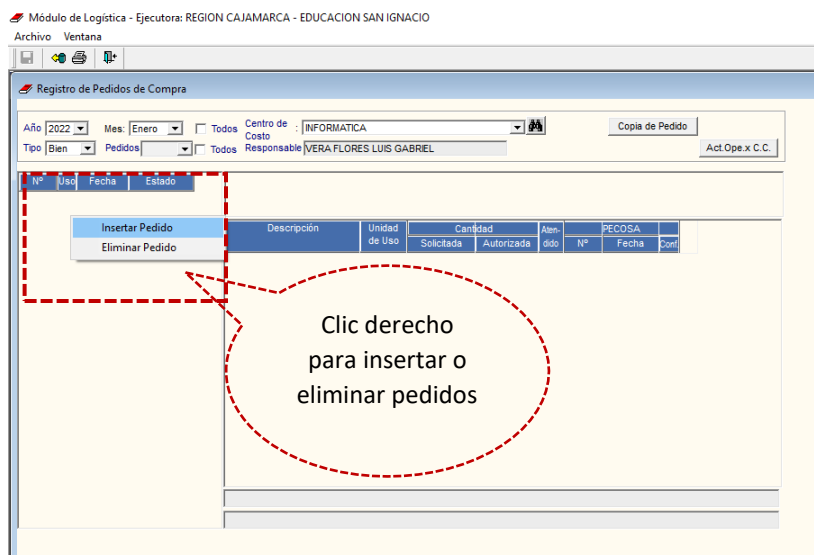 Módulo de Logística - Ejecutora: REGION CAJAMARCA - EDUCACION SAN IGNACIO
Archivo Ventana
Registro de Pedidos de Compra
Año 2022 Mes: Enero Todos Centro de Costo : INFORMATICA Copia de Pedido
Tipo Bien Pedidos Todos Responsable VERA FLORES LUIS GABRIEL Act.Ope.x C.C.
Nº Uso Fecha Estado
Insertar Pedido
Eliminar Pedido
Descripción Unidad de Uso Cantidad Aten- dido PECOSA
Solicitada Autorizada Nº Fecha Conf.
Clic derecho
para insertar o
eliminar pedidos